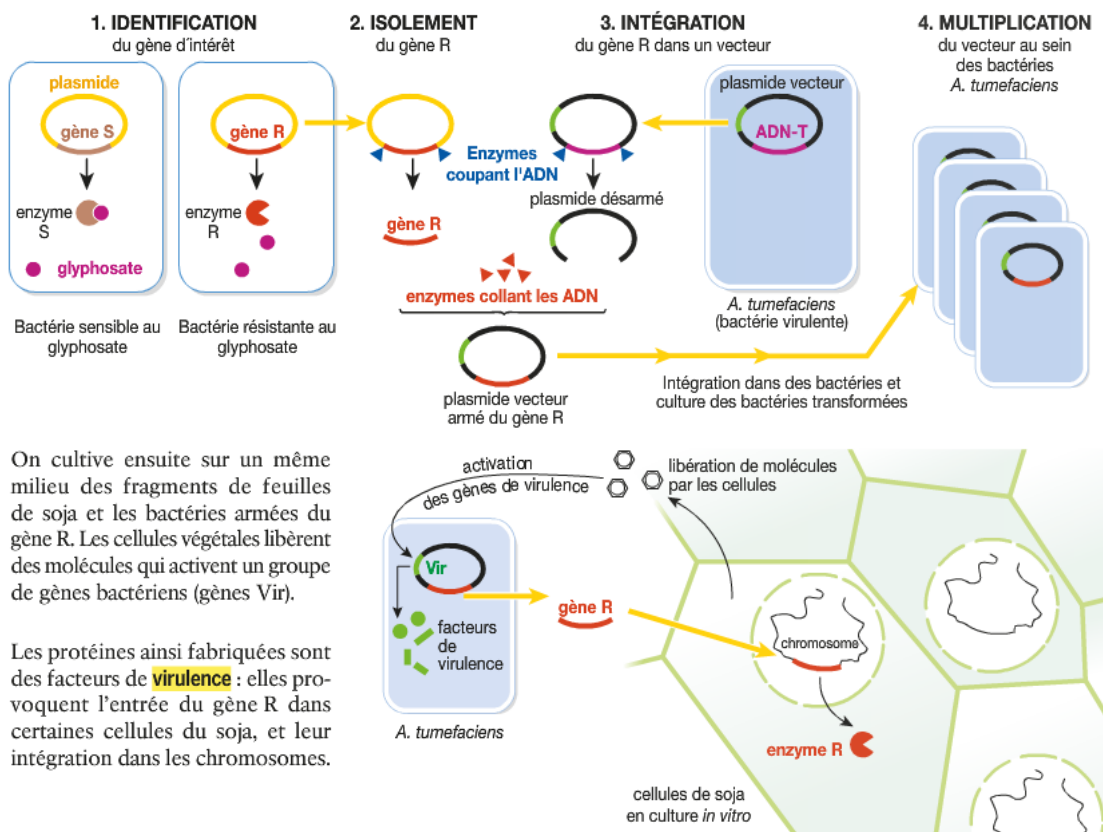 1. IDENTIFICATION
du gène d'intérêt
2. ISOLEMENT
du gène R
3. INTÉGRATION
du gène R dans un vecteur
4. MULTIPLICATION
du vecteur au sein
des bactéries
A. tumefaciens
plasmide
gène S
enzyme
S
glyphosate
Bactérie sensible au
glyphosate
gène R
enzyme
R
Bactérie résistante au
glyphosate
Enzymes
coupant l'ADN
gène R
plasmide désarmé
plasmide vecteur
ADN-T
A. tumefaciens
(bactérie virulente)
enzymes collant les ADN
plasmide vecteur
armé du gène R
Intégration dans des bactéries et
culture des bactéries transformées
On cultive ensuite sur un même
milieu des fragments de feuilles
de soja et les bactéries armées du
gène R. Les cellules végétales libèrent
des molécules qui activent un groupe
de gènes bactériens (gènes Vir).
Les protéines ainsi fabriquées sont
des facteurs de virulence : elles pro-
voquent l'entrée du gène R dans
certaines cellules du soja, et leur
intégration dans les chromosomes.
activation
des gènes de virulence
libération de molécules
par les cellules
Vir
facteurs
de
virulence
A. tumefaciens
gène R
chromosome
enzyme R
cellules de soja
en culture in vitro